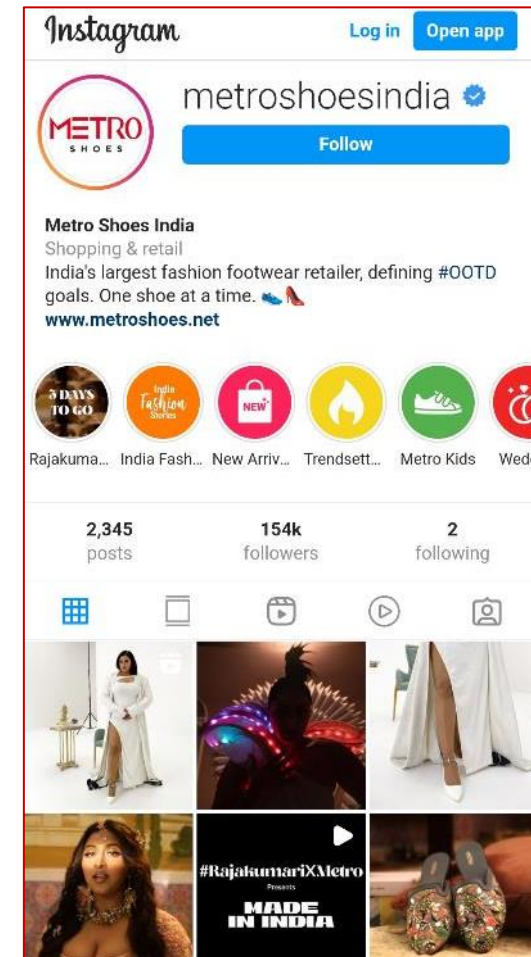 Instagram
Log in
Open app
METRO
SHOES
metroshoesindia
Follow
Metro Shoes India
Shopping & retail
India's largest fashion footwear retailer, defining #OOTD
goals. One shoe at a time.
www.metroshoes.net
3 DAYS
TO GO
India
Fashion
Stories
NEW
Rajakuma...
India Fash...
New Arriv...
Trendsett...
Metro Kids
Wed
2,345
posts
154k
followers
2
following
#RajakumariXMetro
Presents
MADE
IN INDIA